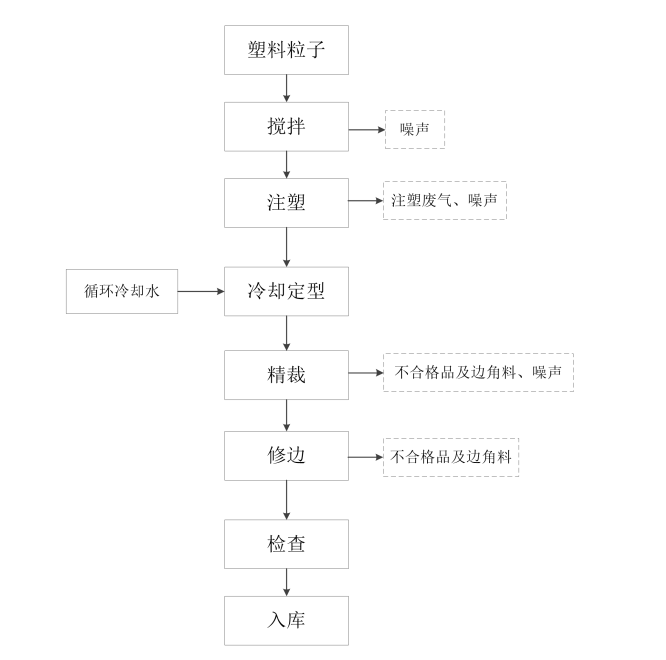 塑料粒子
搅拌
噪声
注塑
注塑废气、噪声
循环冷却水
冷却定型
精裁
不合格品及边角料、噪声
修边
不合格品及边角料
检查
入库